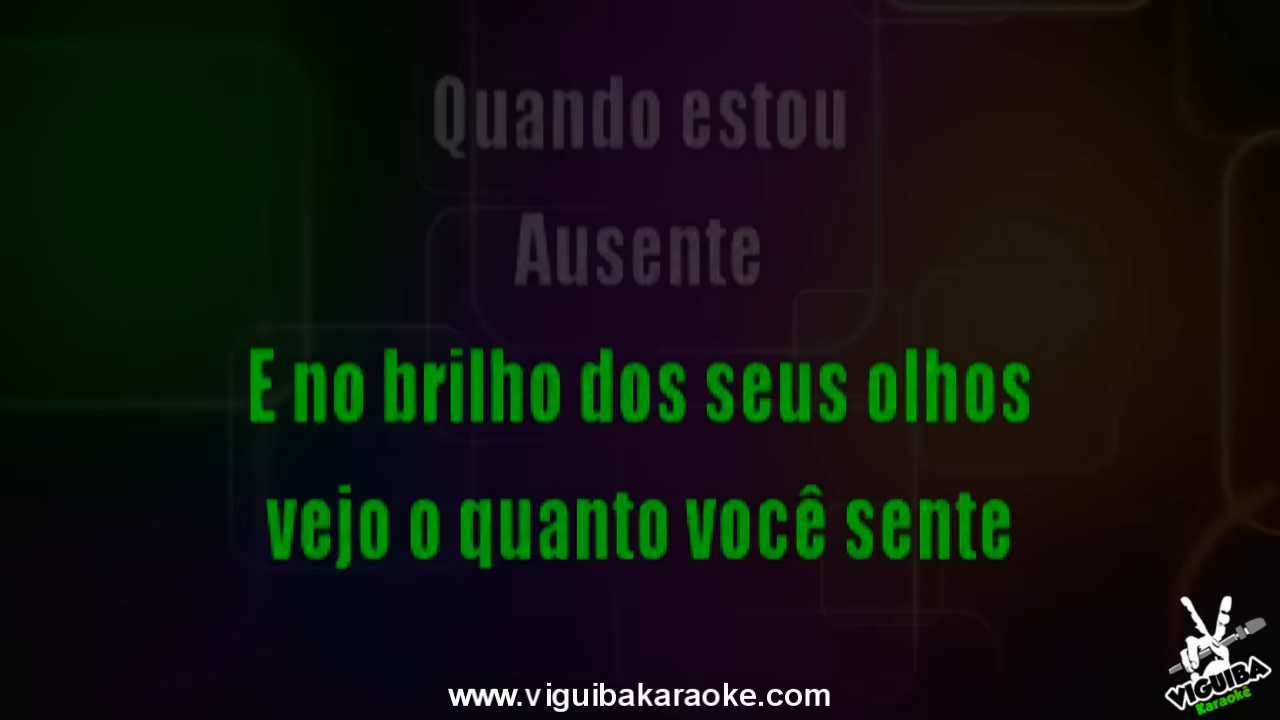 Quando estou
Ausente
E no brilho dos seus olhos
vejo o quanto você sente
www.viguibakaraoke.com
VIGUIBA
Karaokê